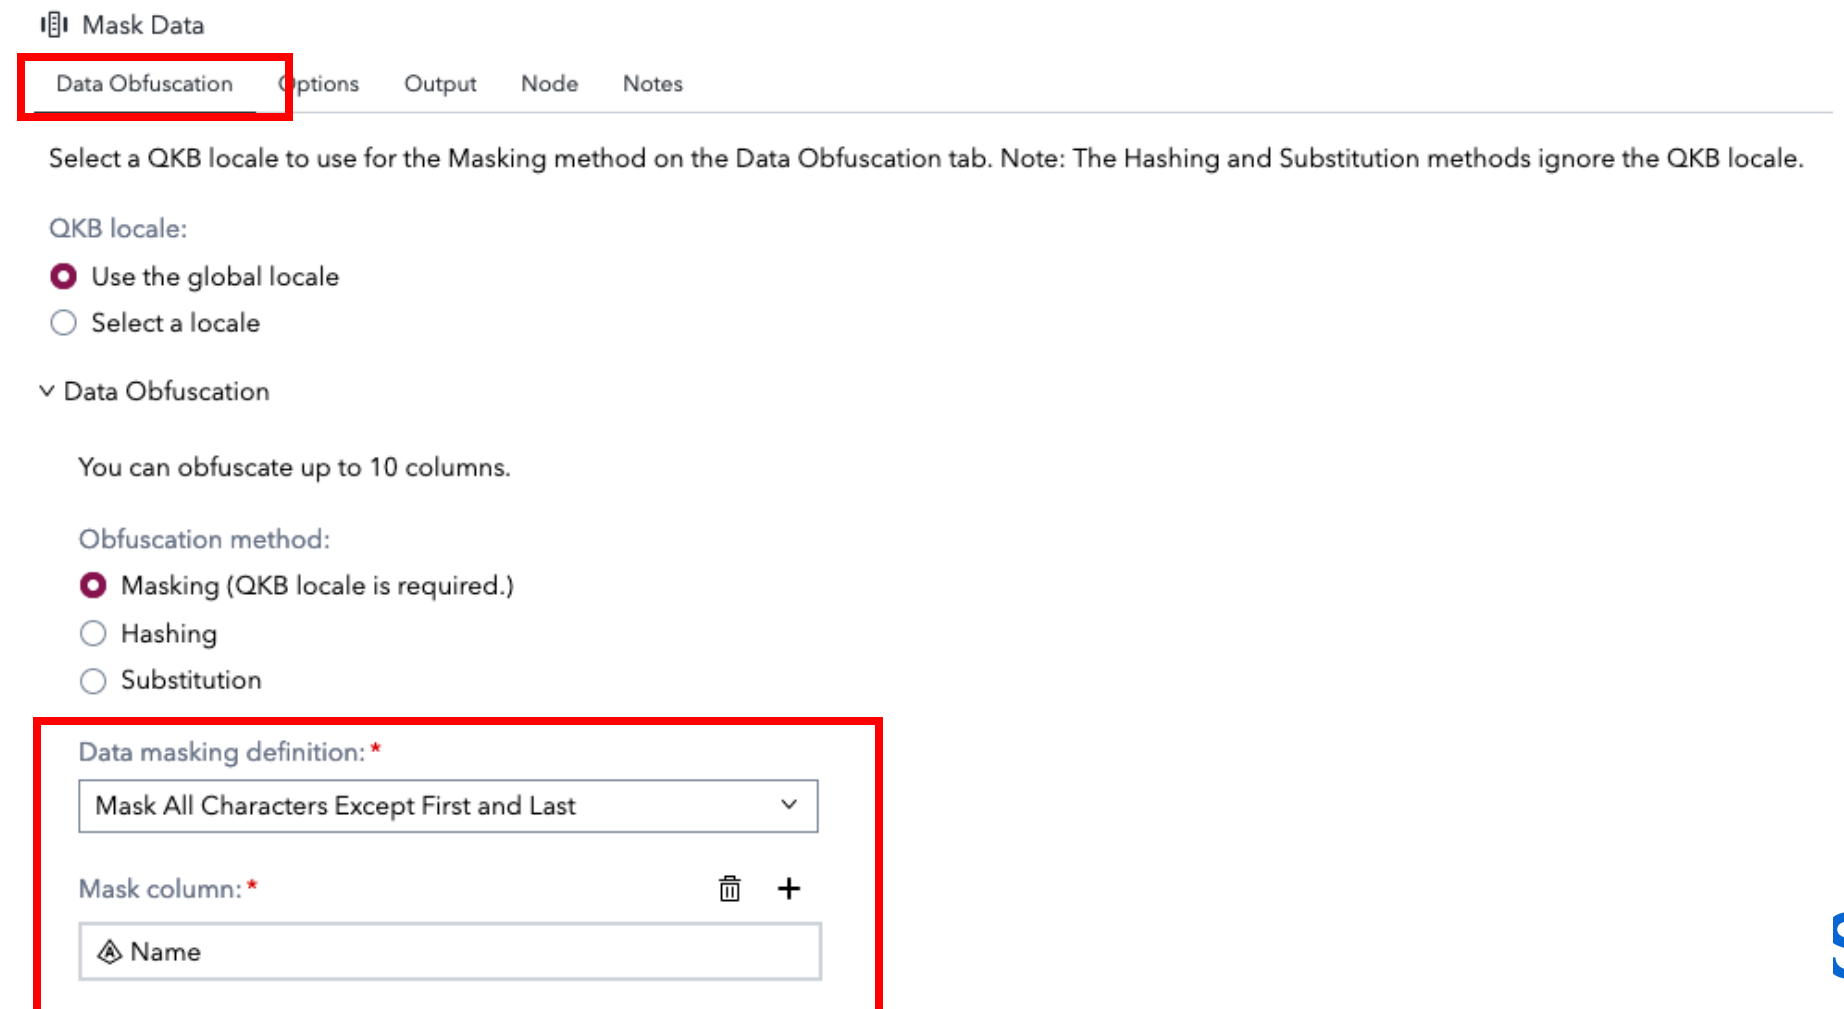 Mask Data
Data Obfuscation Options Output Node Notes
Select a QKB locale to use for the Masking method on the Data Obfuscation tab. Note: The Hashing and Substitution methods ignore the QKB locale.
QKB locale:
Use the global locale
Select a locale
Data Obfuscation
You can obfuscate up to 10 columns.
Obfuscation method:
Masking (QKB locale is required.)
Hashing
Substitution
Data masking definition: *
Mask All Characters Except First and Last
Mask column: *
Name